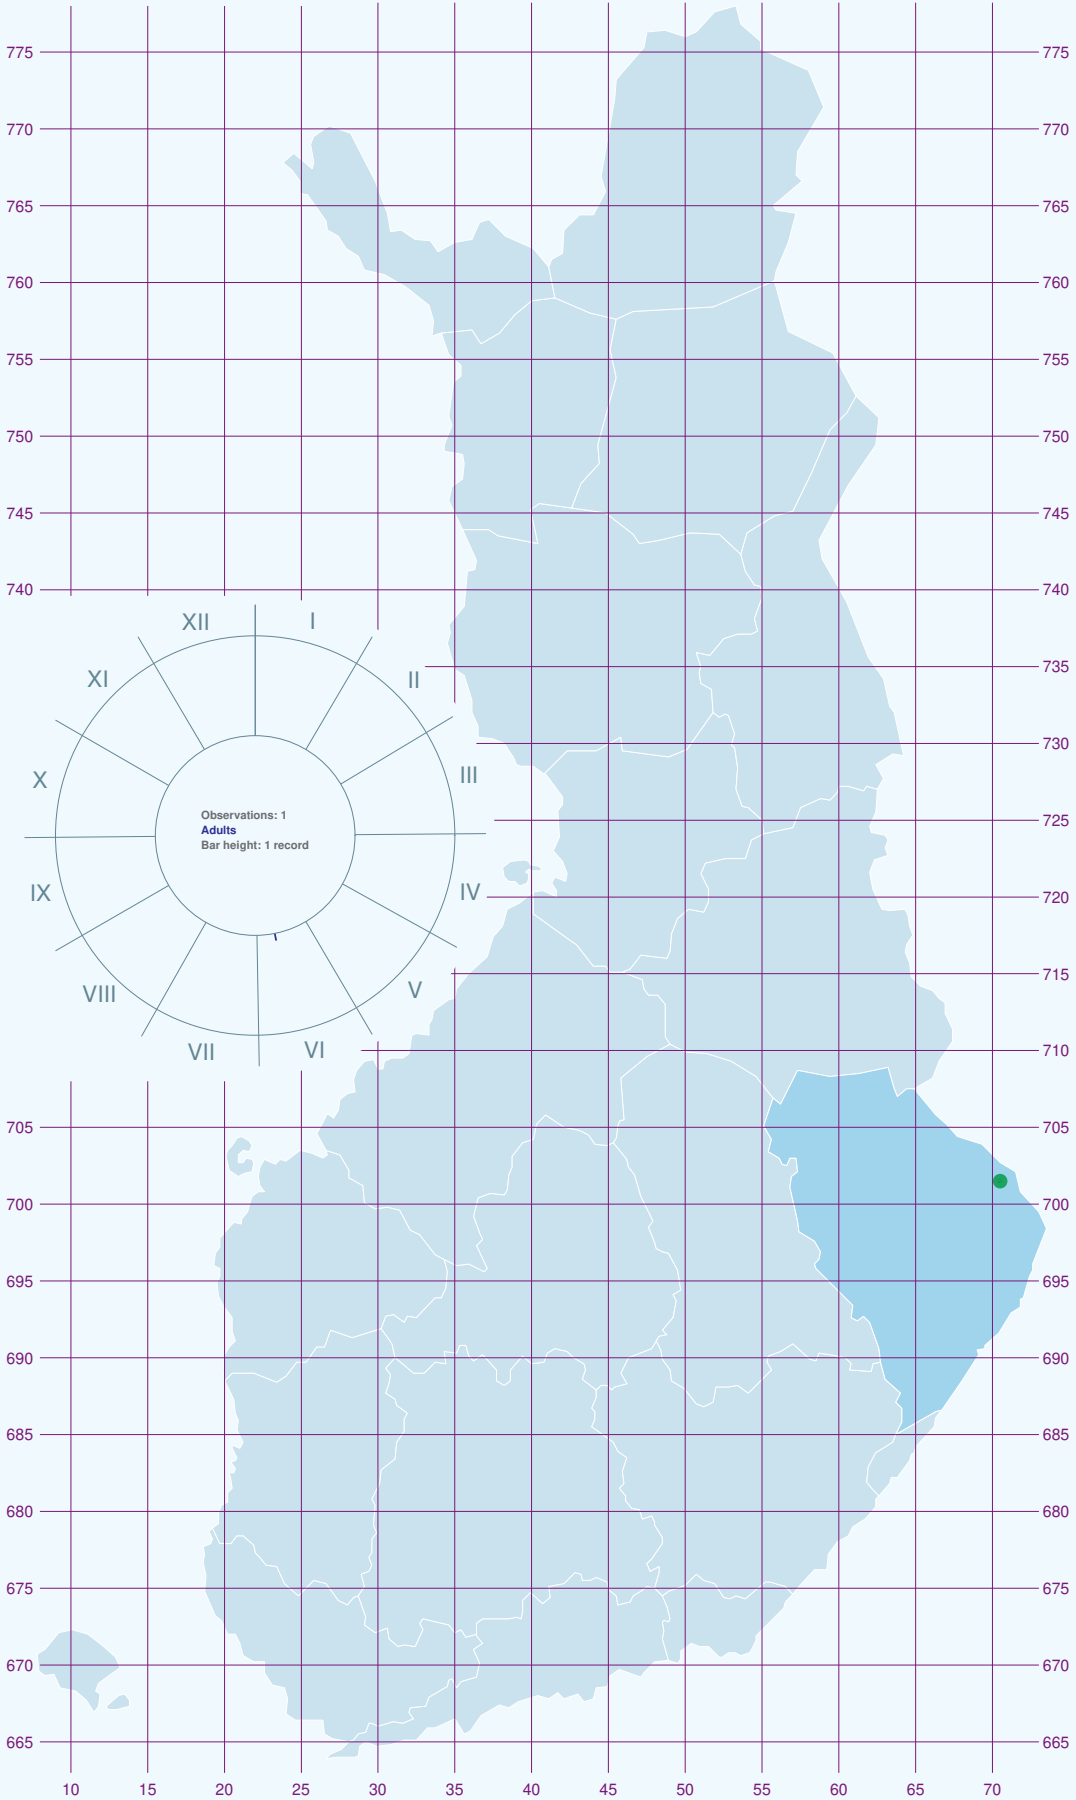 775 775
770 770
765 765
760 760
755 755
750 750
745 745
740 740
XII I
XI II
735
730
X III
Observations: 1
Adults
Bar height: 1 record
725
IX IV
720
715
VIII V
VII VI
710
705 705
700 700
695 695
690 690
685 685
680 680
675 675
670 670
665 665
10 15 20 25 30 35 40 45 50 55 60 65 70